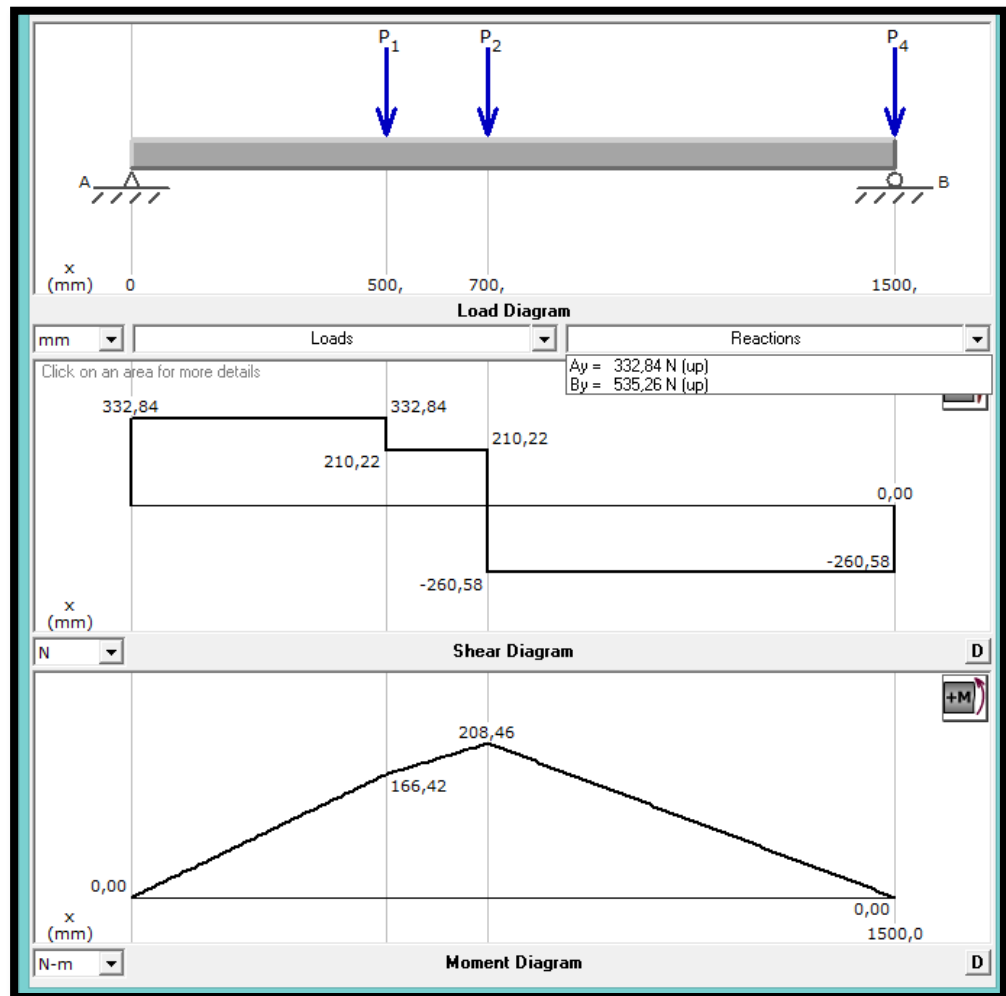 P1 P2 P4
A B
x
(mm) 0 500, 700, 1500,
Load Diagram
mm Loads Reactions
Click on an area for more details
Ay = 332,84 N (up)
By = 535,26 N (up)
332,84 332,84
210,22
210,22
0,00
-260,58
-260,58
x
(mm)
N Shear Diagram D
+M
208,46
166,42
0,00
0,00
x
(mm) 1500,0
N-m Moment Diagram D